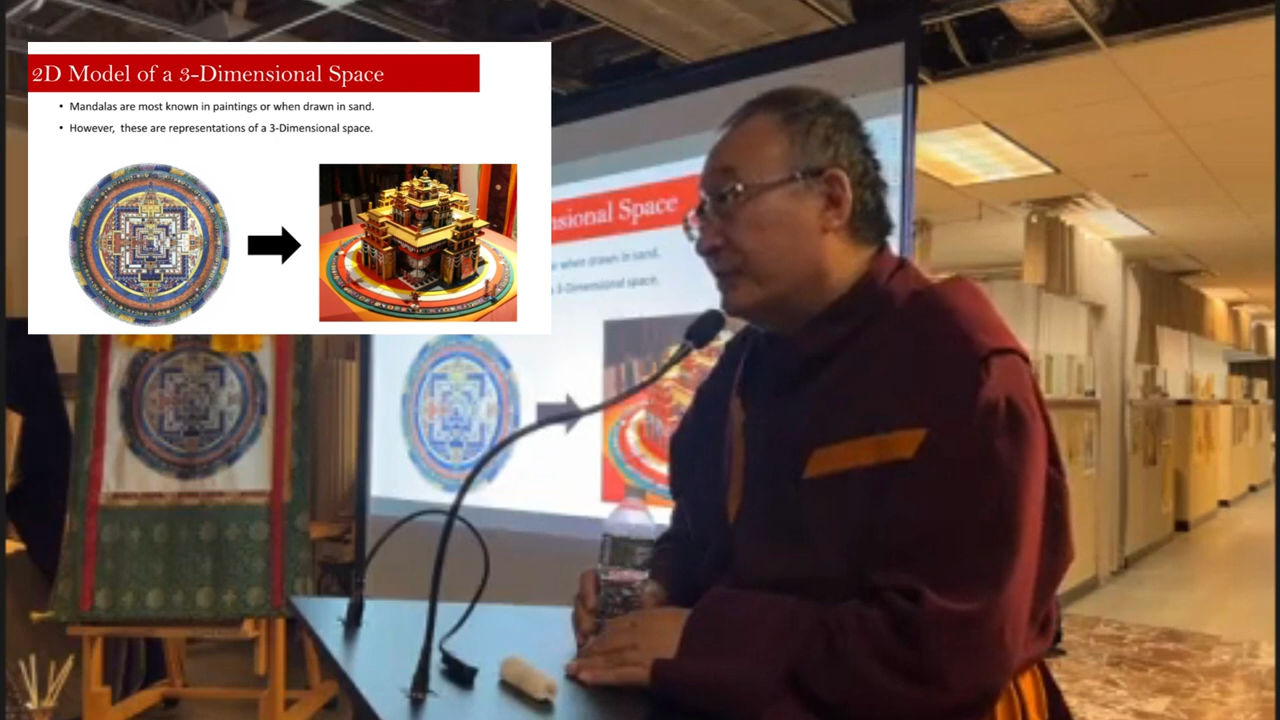 2D Model of a 3-Dimensional Space
• Mandalas are most known in paintings or when drawn in sand.
• However, these are representations of a 3-Dimensional space.
nsional Space
when drawn in sand.
3-Dimensional space.